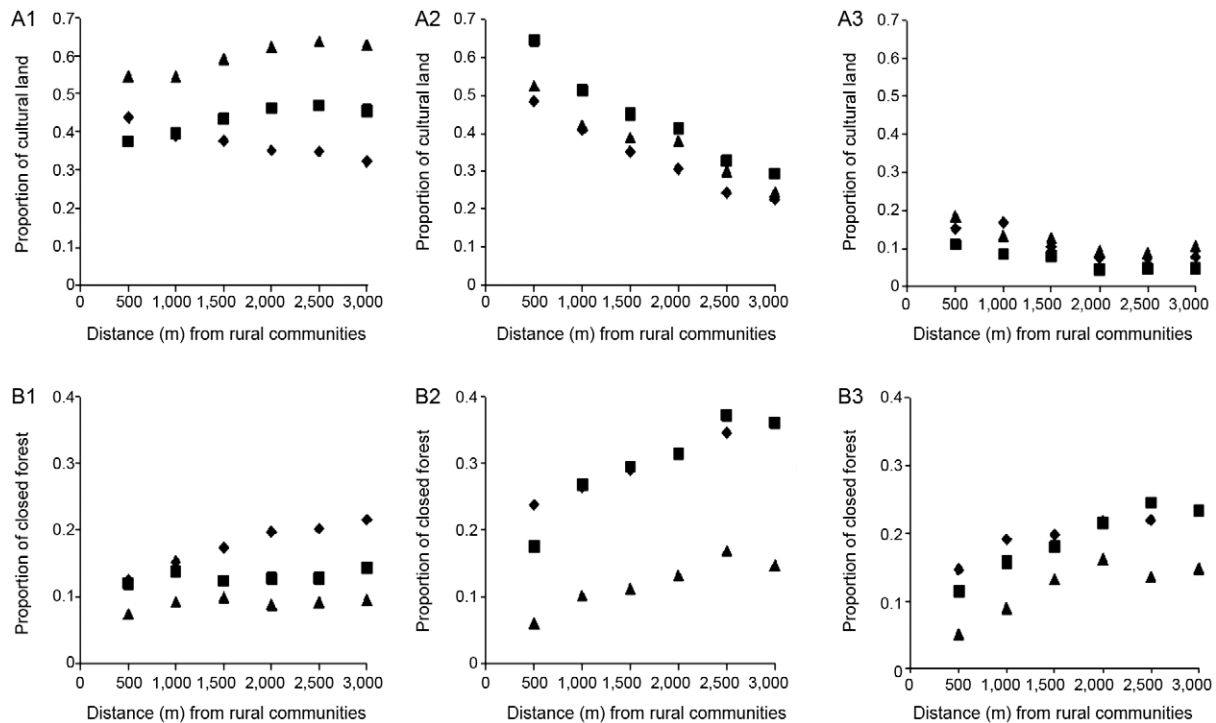 A1
Proportion of cultural land
0.7
0.6
0.5
0.4
0.3
0.2
0.1
0
0 500 1,000 1,500 2,000 2,500 3,000
Distance (m) from rural communities
A2
Proportion of cultural land
0.7
0.6
0.5
0.4
0.3
0.2
0.1
0
0 500 1,000 1,500 2,000 2,500 3,000
Distance (m) from rural communities
A3
Proportion of cultural land
0.7
0.6
0.5
0.4
0.3
0.2
0.1
0
0 500 1,000 1,500 2,000 2,500 3,000
Distance (m) from rural communities
B1
Proportion of closed forest
0.4
0.3
0.2
0.1
0
0 500 1,000 1,500 2,000 2,500 3,000
Distance (m) from rural communities
B2
Proportion of closed forest
0.4
0.3
0.2
0.1
0
0 500 1,000 1,500 2,000 2,500 3,000
Distance (m) from rural communities
B3
Proportion of closed forest
0.4
0.3
0.2
0.1
0
0 500 1,000 1,500 2,000 2,500 3,000
Distance (m) from rural communities